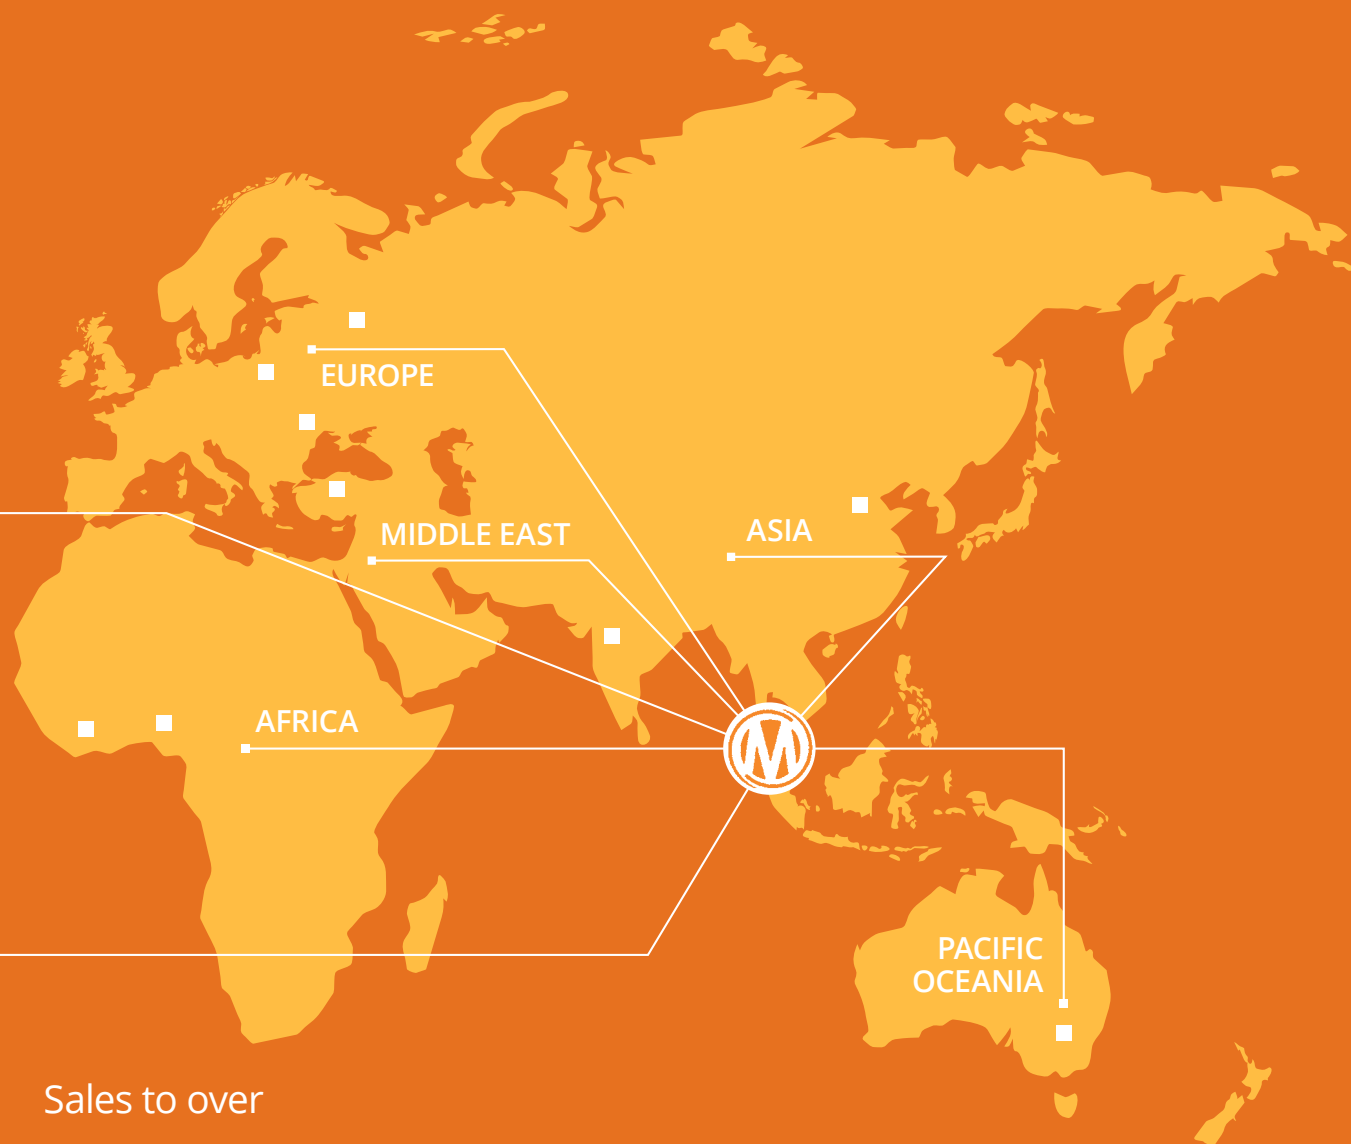 EUROPE
MIDDLE EAST
ASIA
AFRICA
M
PACIFIC
OCEANIA
Sales to over